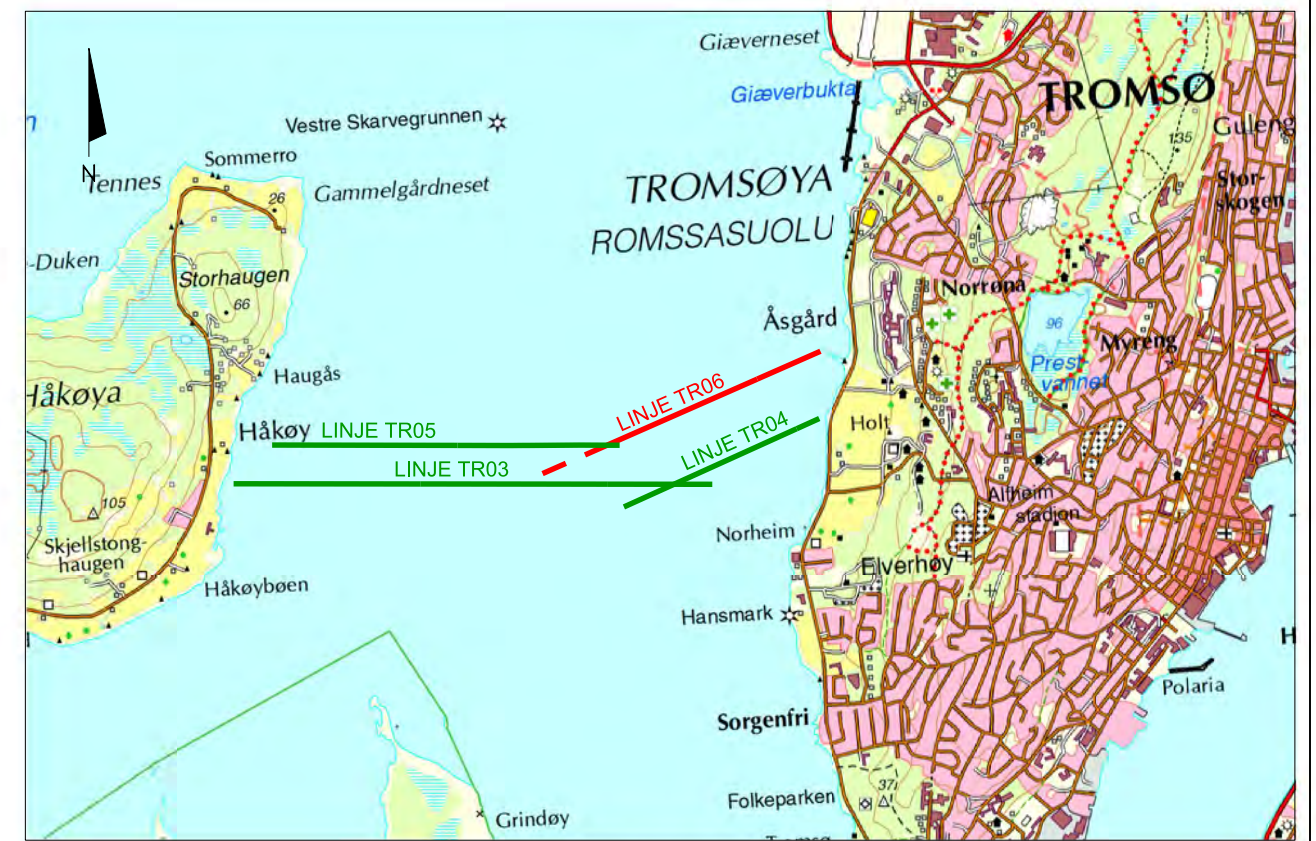 Giæverneset
Giæverbukta
TROMSØ
135
Guleng
Vestre Skarvegrunnen
N
Sommerro
Tennes
26
Gammelgårdneset
TROMSØYA
ROMSSASUOLU
Stor-
skogen
-Duken
Storhaugen
66
Norrøna
Åsgård
96
Prest-
vannet
Myreng
Haugås
Håkøya
LINJE TR06
Holt
Håkøy
LINJE TR05
LINJE TR04
LINJE TR03
105
Alfheim
stadion
Skjellstong-
haugen
Norheim
Elverhøy
Håkøybøen
Hansmark
H
Polaria
Sorgenfri
37
Folkeparken
Grindøy